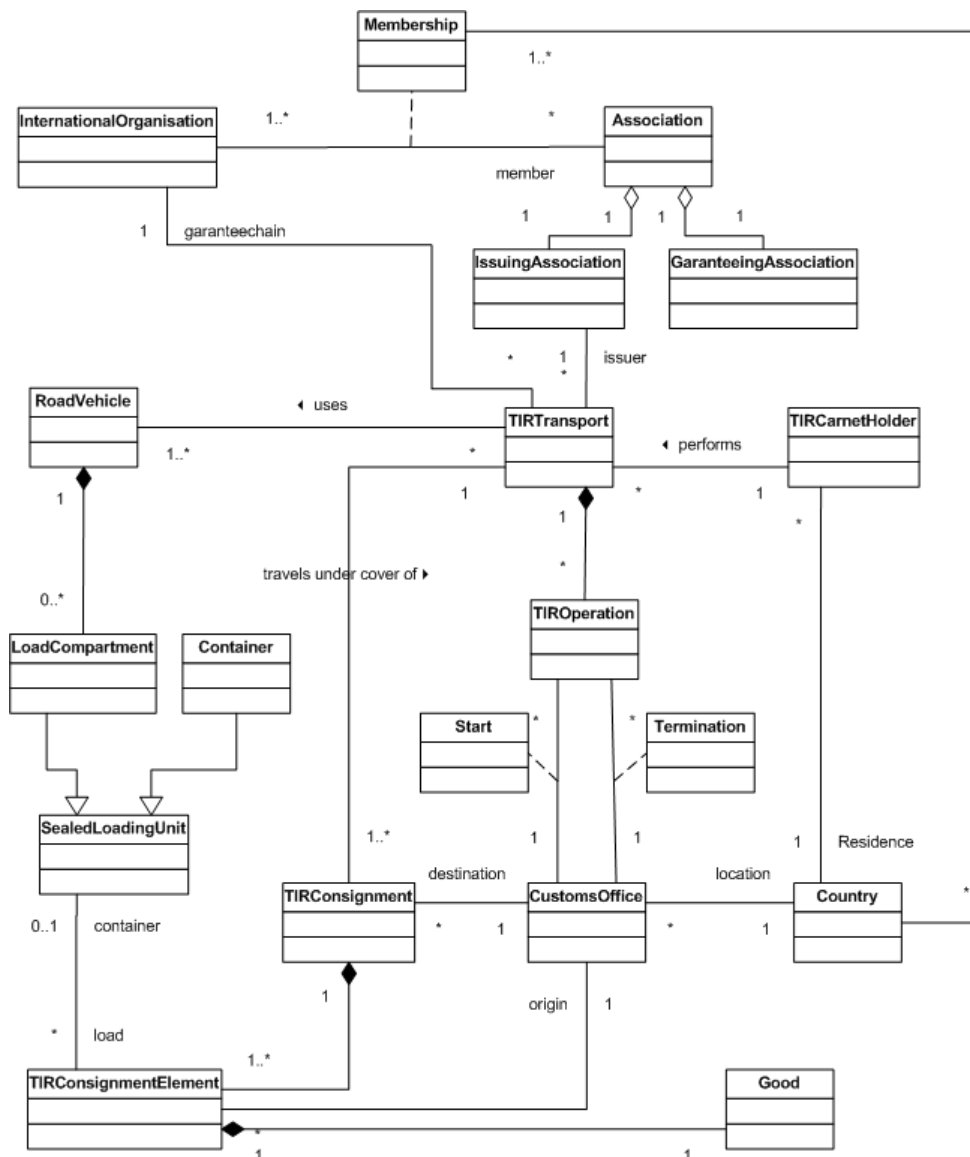 Membership
1..*
InternationalOrganisation
1..*
*
Association
member
1
garanteechain
1
1
1
1
IssuingAssociation
GaranteeingAssociation
*
1
issuer
*
RoadVehicle
uses
TIRTransport
TIRCarnetHolder
1..*
*
performs
1
1
*
1
1
*
travels under cover of
*
0..*
TIROperation
LoadCompartment
Container
Start
*
*
Termination
SealedLoadingUnit
1..*
1
1
1
Residence
destination
location
TIRConsignment
CustomsOffice
Country
*
0..1
container
*
1
*
1
1
origin
1
*
load
1..*
TIRConsignmentElement
Good
*
1
1